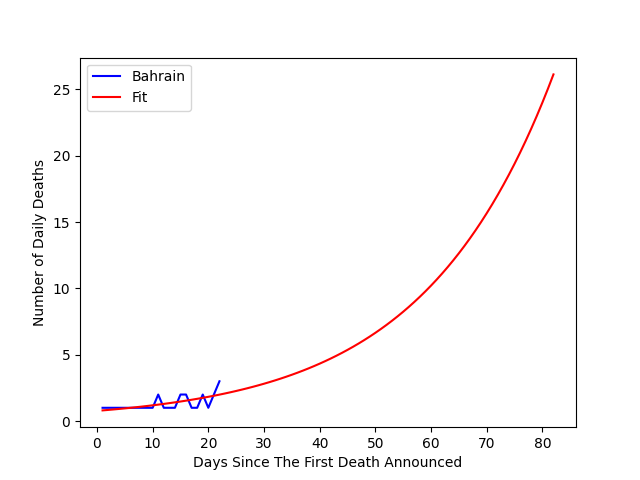 Bahrain
Fit
Number of Daily Deaths
25
20
15
10
5
0
0 10 20 30 40 50 60 70 80
Days Since The First Death Announced